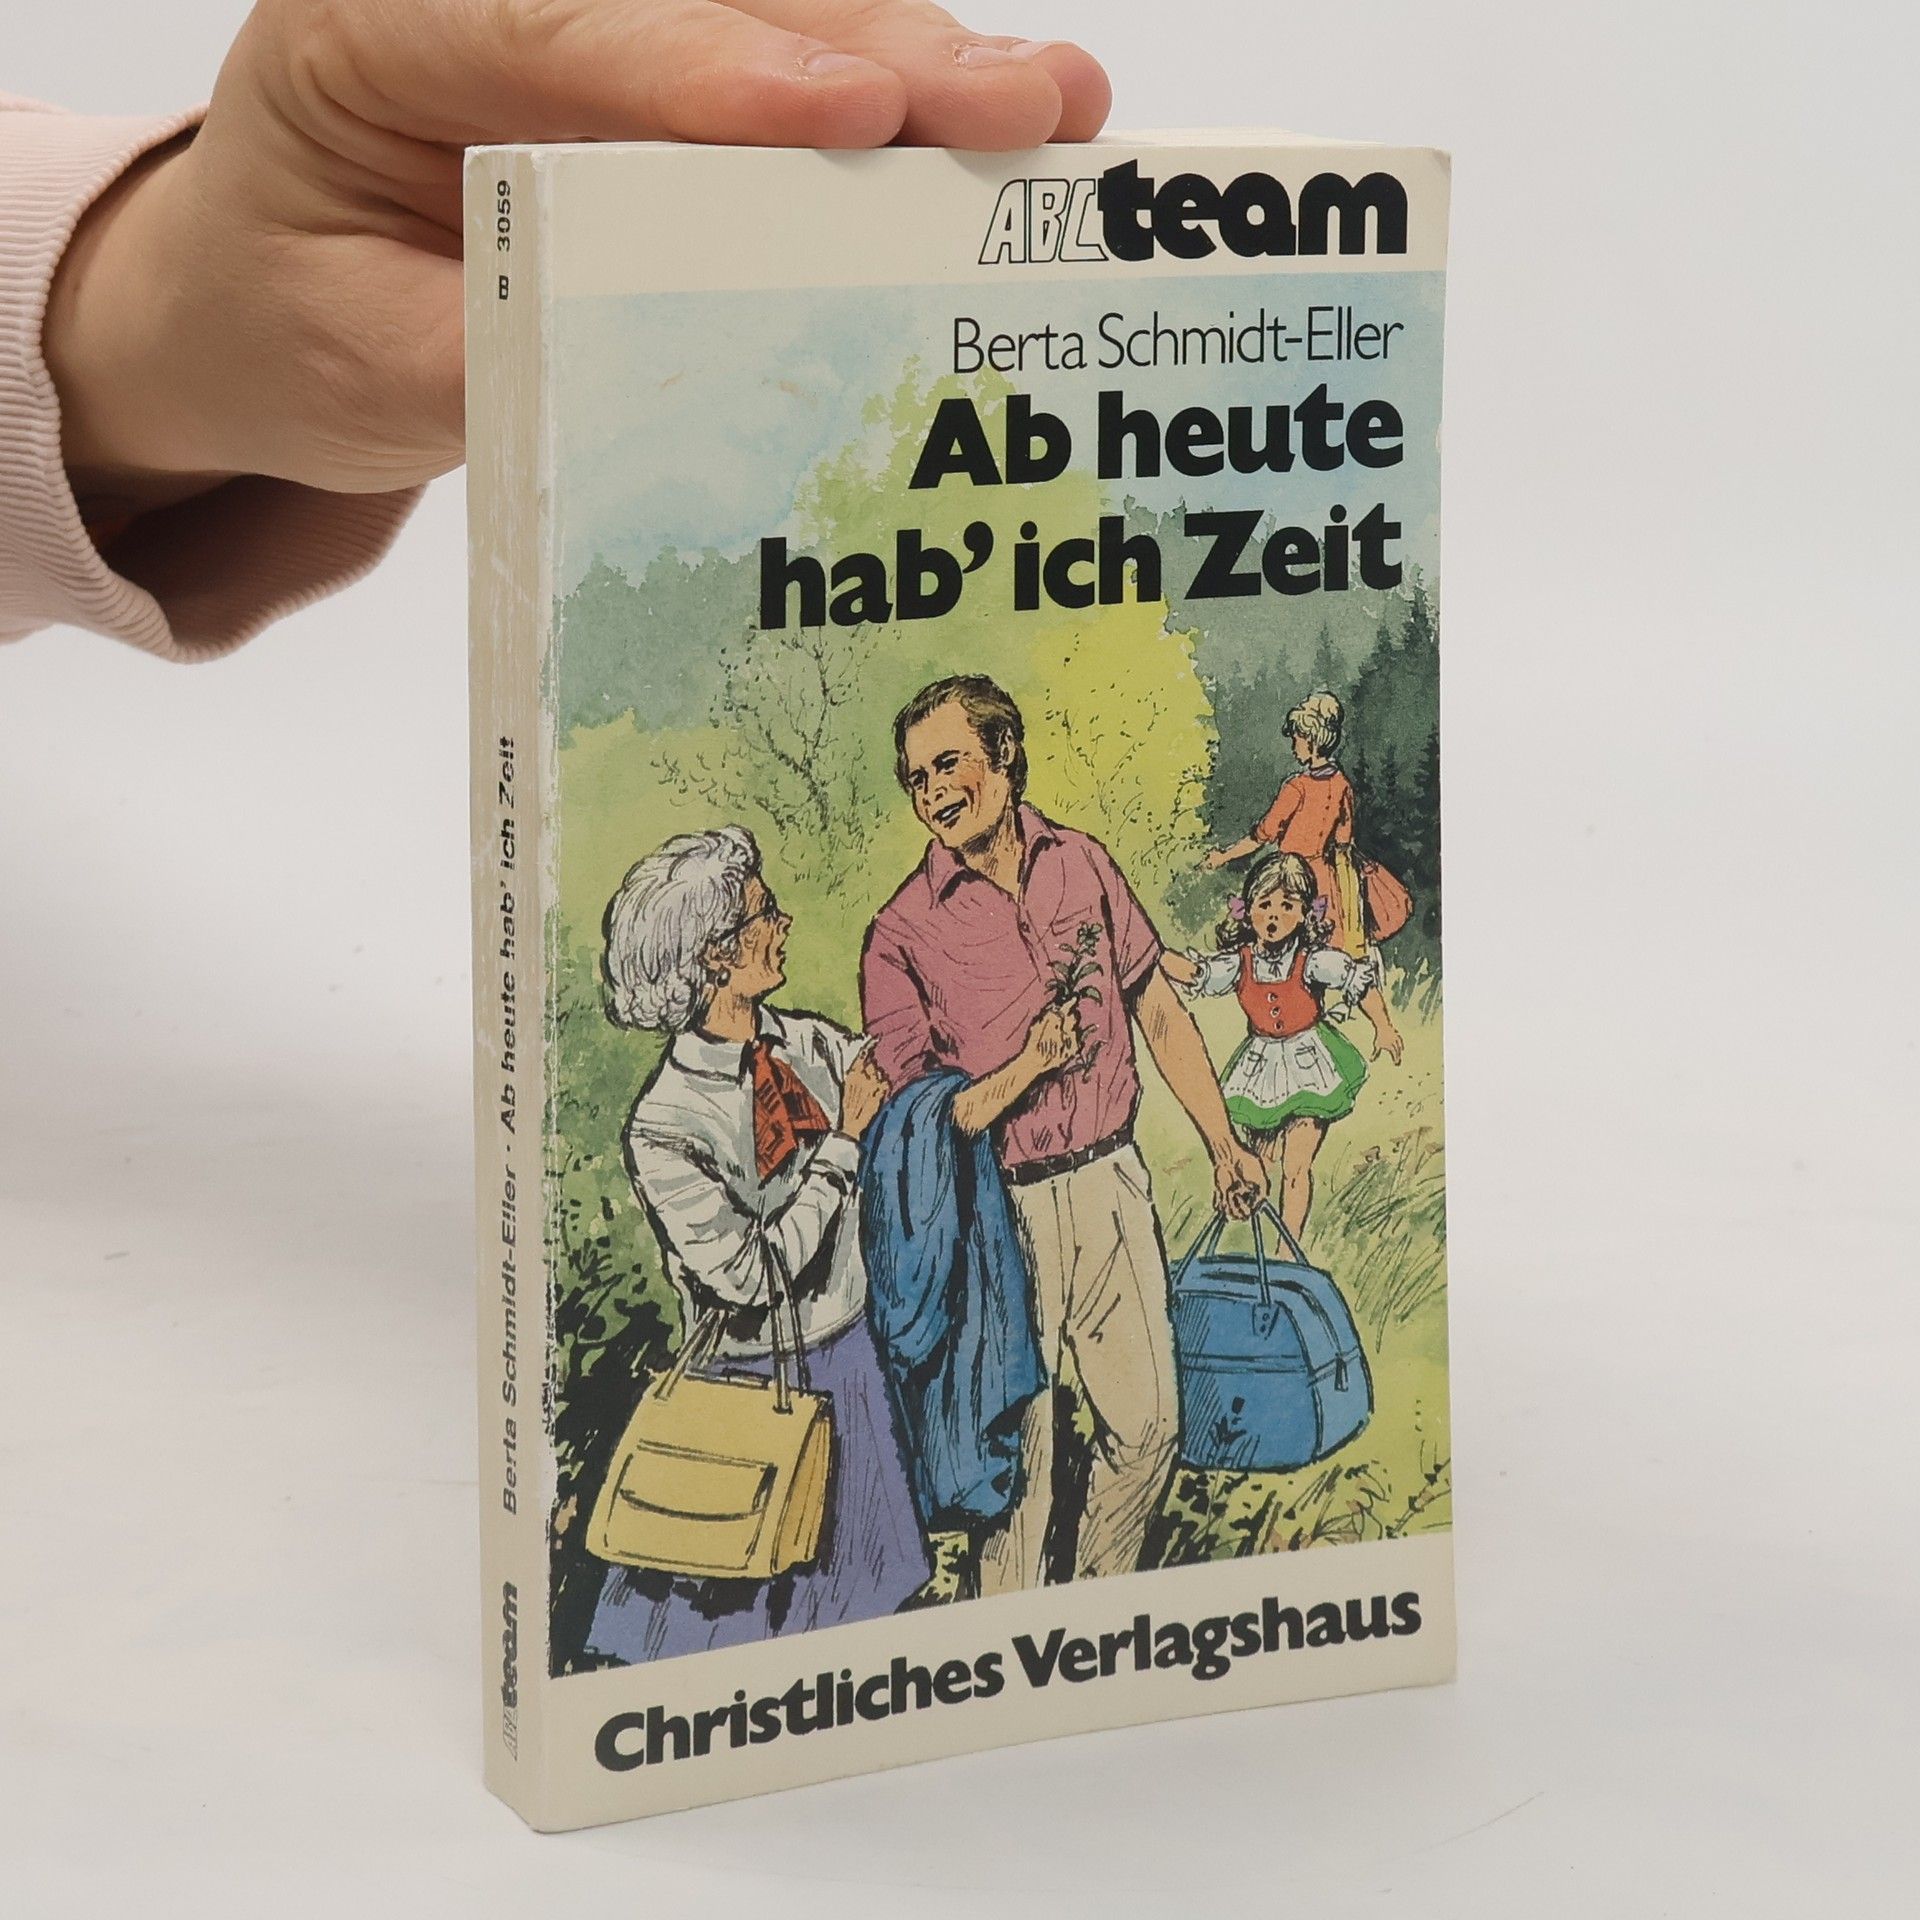 ABCteam
Berta Schmidt-Eller
Ab heute
hab’ ich Zeit
Christliches Verlagshaus
B 3059
ABCteam Berta Schmidt-Eller · Ab heute hab’ ich Zeit